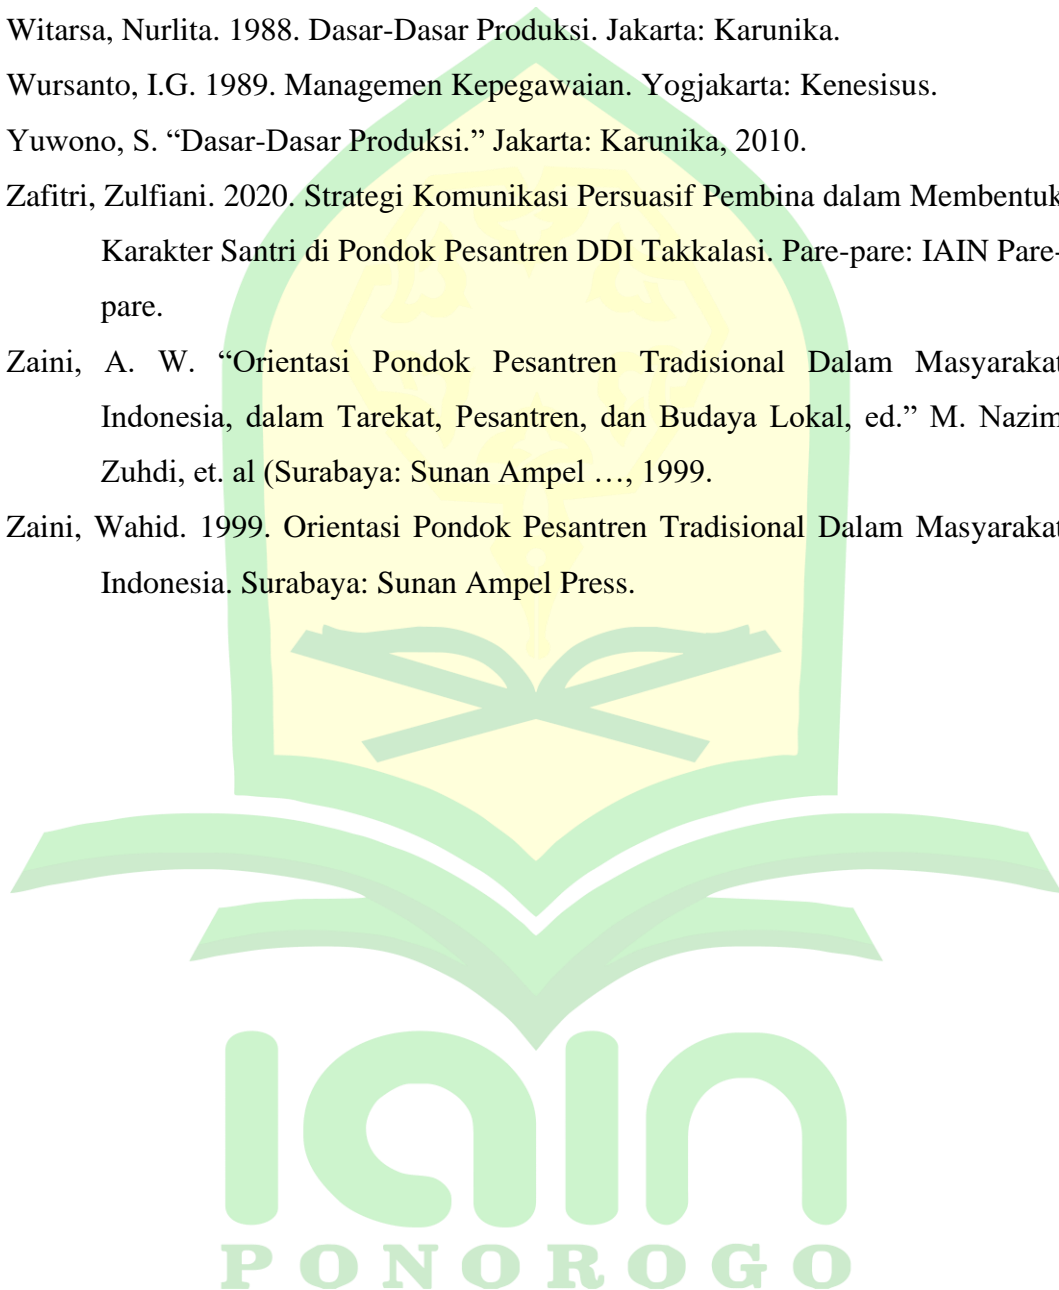 Witarsa, Nurlita. 1988. Dasar-Dasar Produksi. Jakarta: Karunika.
Wursanto, I.G. 1989. Managemen Kepegawaian. Yogjakarta: Kenesisus.
Yuwono, S. “Dasar-Dasar Produksi.” Jakarta: Karunika, 2010.
Zafitri, Zulfiani. 2020. Strategi Komunikasi Persuasif Pembina dalam Membentuk
Karakter Santri di Pondok Pesantren DDI Takkalasi. Pare-pare: IAIN Pare-
pare.
Zaini, A. W. “Orientasi Pondok Pesantren Tradisional Dalam Masyarakat
Indonesia, dalam Tarekat, Pesantren, dan Budaya Lokal, ed.” M. Nazim
Zuhdi, et. al (Surabaya: Sunan Ampel …, 1999.
Zaini, Wahid. 1999. Orientasi Pondok Pesantren Tradisional Dalam Masyarakat
Indonesia. Surabaya: Sunan Ampel Press.
iain
PONOROGO